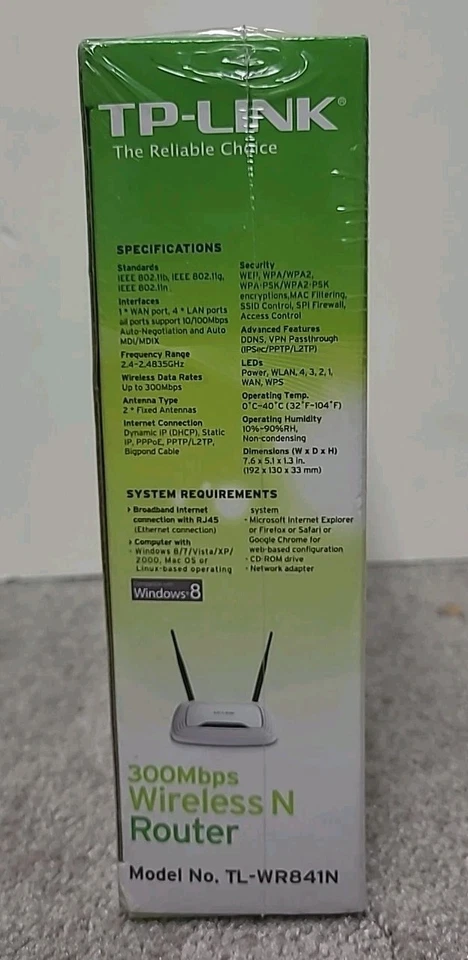 TP-LINK®
The Reliable Choice
SPECIFICATIONS
Standards
IEEE 802.11b, IEEE 802.11g,
IEEE 802.11n
Interfaces
1 * WAN port, 4 * LAN ports
all ports support 10/100Mbps
Auto-Negotiation and Auto
MDI/MDIX
Frequency Range
2.4-2.4835GHz
Wireless Data Rates
Up to 300Mbps
Antenna Type
2 * Fixed Antennas
Internet Connection
Dynamic IP (DHCP), Static
IP, PPPoE, PPTP/L2TP,
Bigpond Cable
Security
WEP, WPA/WPA2,
WPA-PSK/WPA2-PSK
encryptions,MAC Filtering,
SSID Control, SPI Firewall,
Access Control
Advanced Features
DDNS, VPN Passthrough
(IPSec/PPTP/L2TP)
LEDs
Power, WLAN, 4, 3, 2, 1,
WAN, WPS
Operating Temp.
0°C~40°C (32°F~104°F)
Operating Humidity
10%~90%RH,
Non-condensing
Dimensions (W x D x H)
7.6 x 5.1 x 1.3 in.
(192 x 130 x 33 mm)
SYSTEM REQUIREMENTS
Broadband Internet
connection with RJ45
(Ethernet connection)
Computer with
- Windows 8/7/Vista/XP/
2000, Mac OS or
Linux-based operating
system
- Microsoft Internet Explorer
or Firefox or Safari or
Google Chrome for
web-based configuration
- CD-ROM drive
- Network adapter
Windows 8
TP-LINK
300Mbps
Wireless N
Router
Model No. TL-WR841N